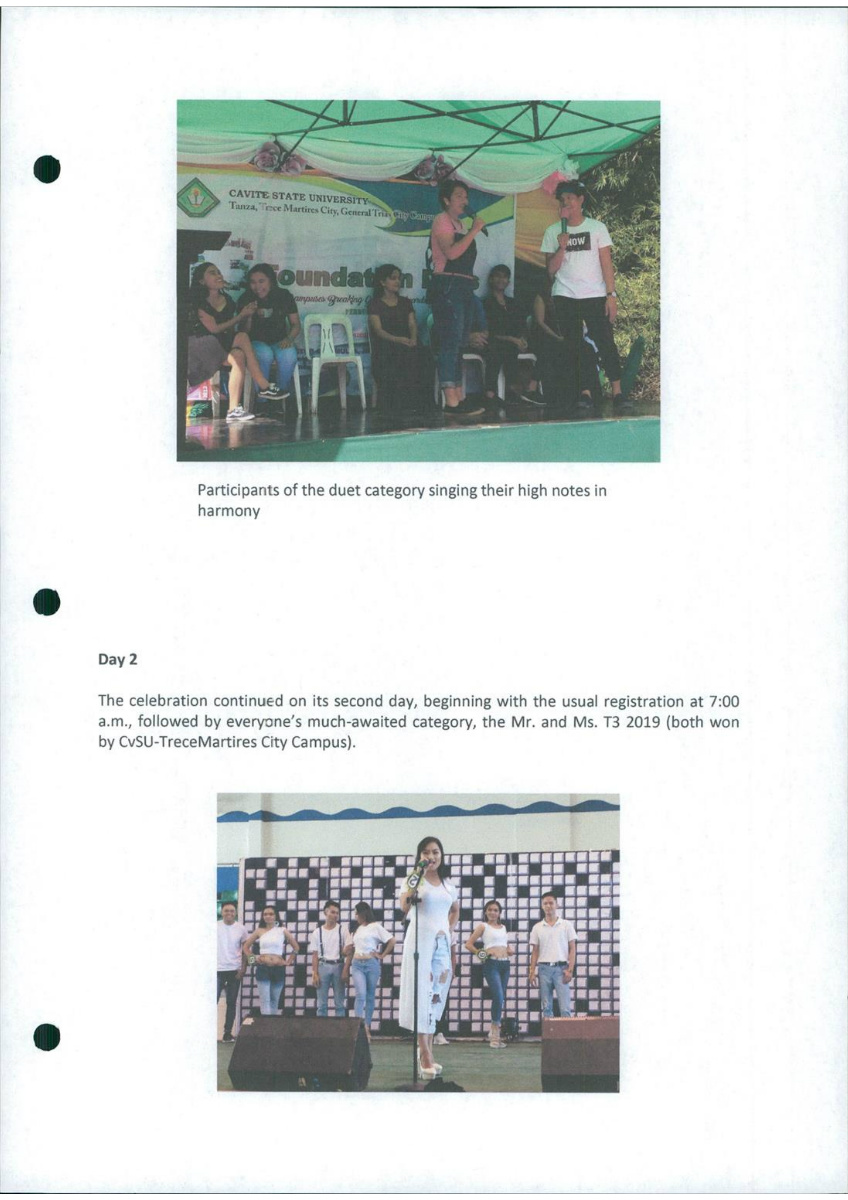 CAVITE STATE UNIVERSITY
Tanza, Trece Martires City, General Trias City Campus
Foundation
HOW
Participants of the duet category singing their high notes in
harmony
Day 2
The celebration continued on its second day, beginning with the usual registration at 7:00
a.m., followed by everyone's much-awaited category, the Mr. and Ms. T3 2019 (both won
by CvSU-TreceMartires City Campus).